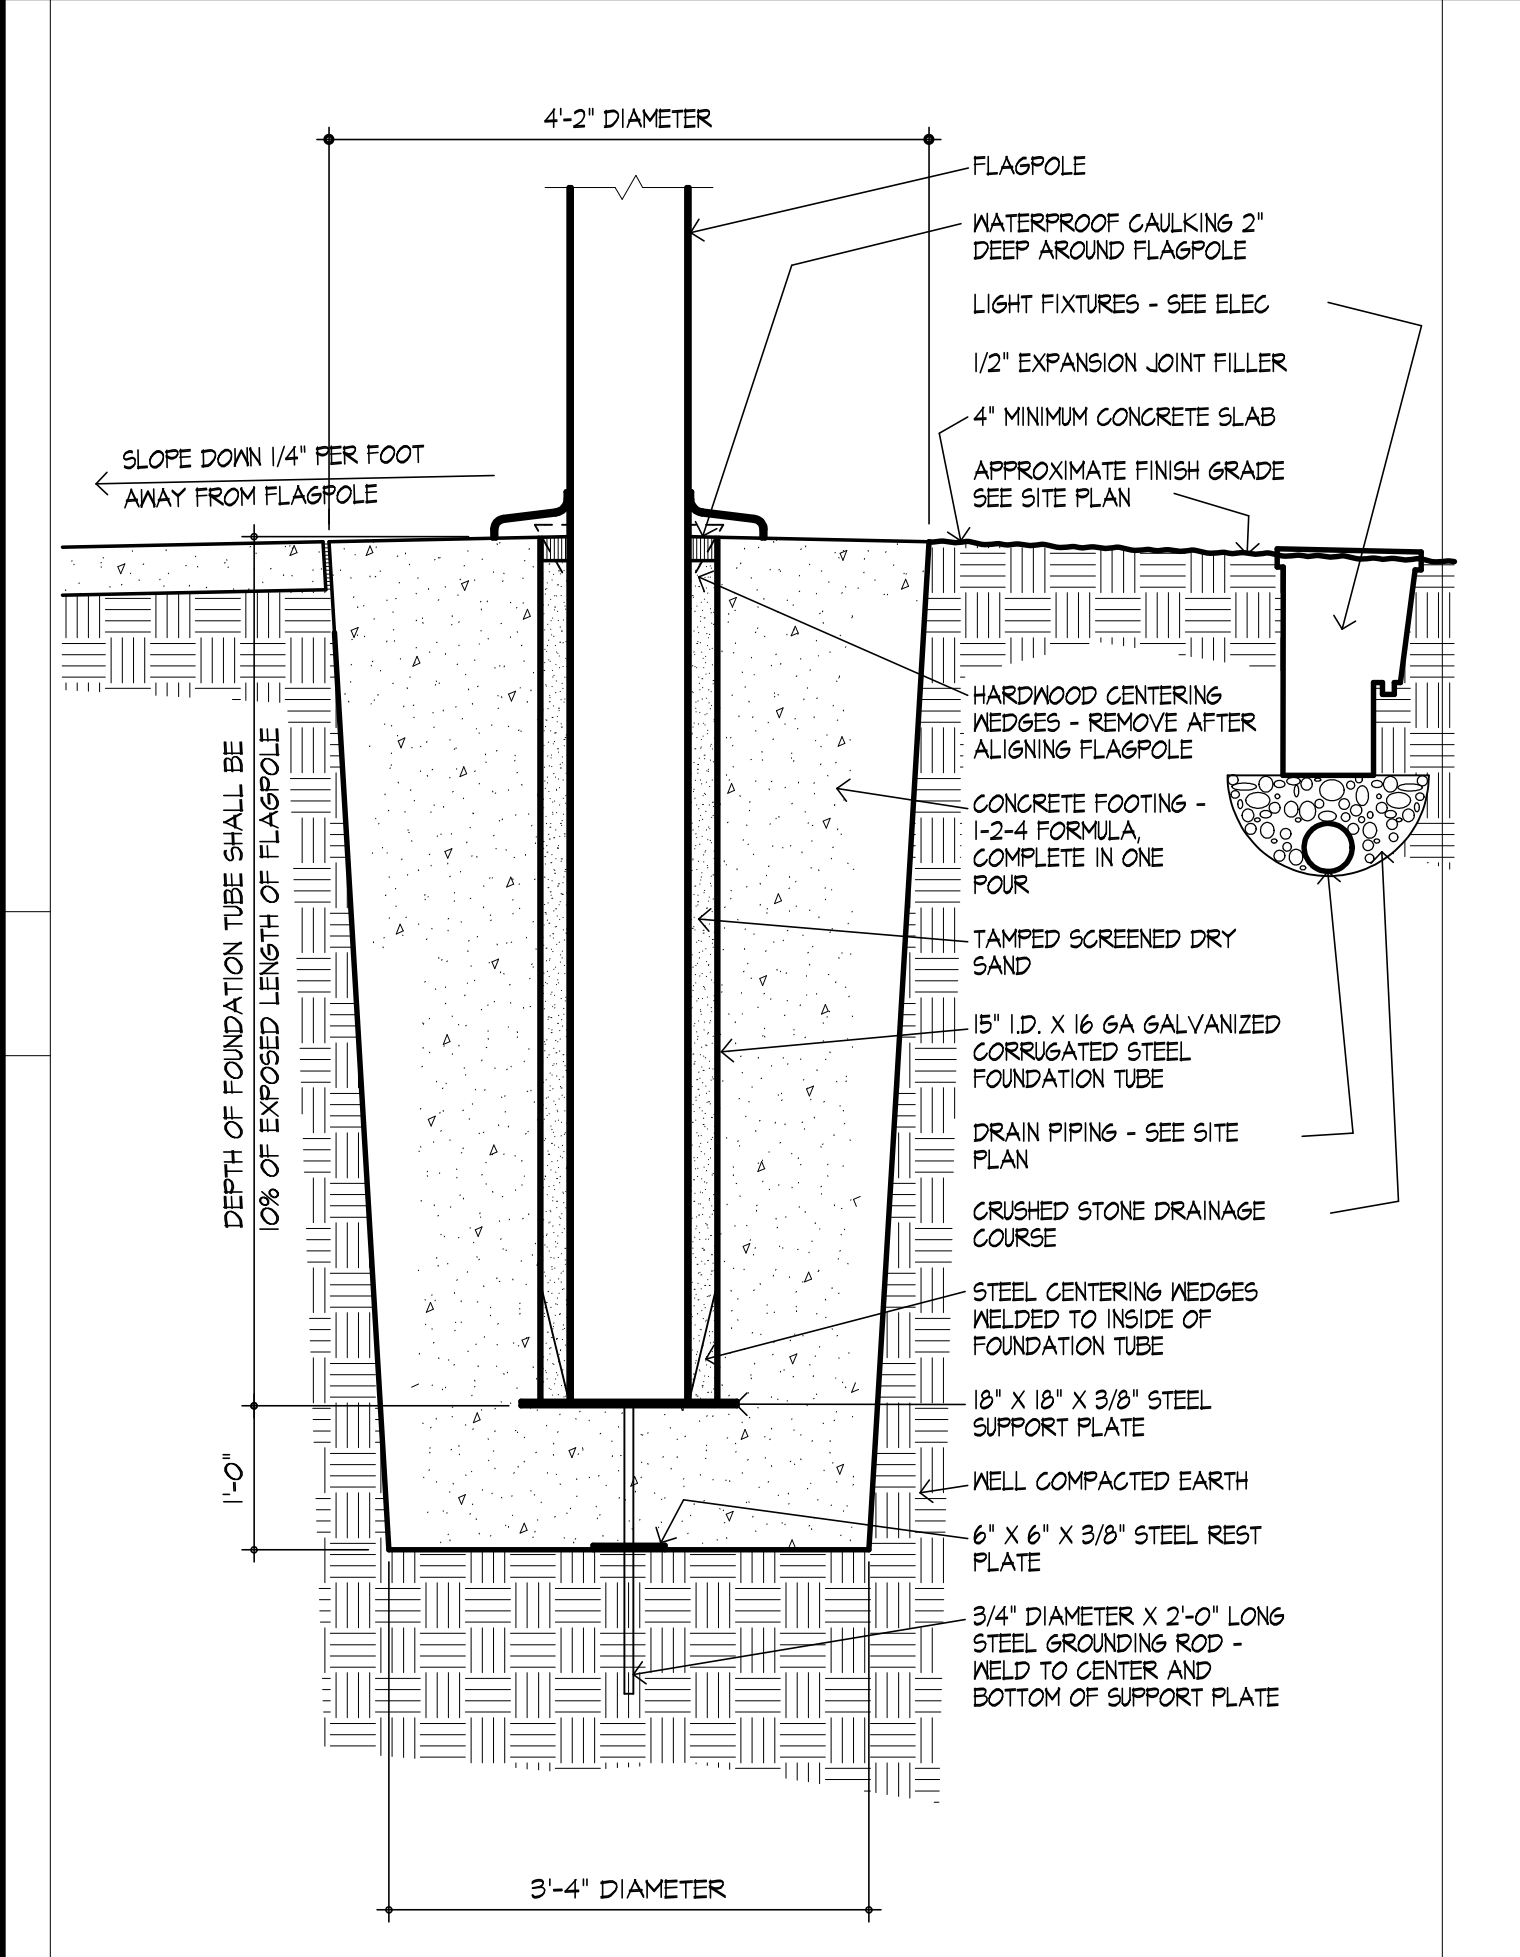 4'-2" DIAMETER
FLAGPOLE
WATERPROOF CAULKING 2"
DEEP AROUND FLAGPOLE
LIGHT FIXTURES - SEE ELEC
1/2" EXPANSION JOINT FILLER
4" MINIMUM CONCRETE SLAB
APPROXIMATE FINISH GRADE
SEE SITE PLAN
SLOPE DOWN 1/4" PER FOOT
AWAY FROM FLAGPOLE
DEPTH OF FOUNDATION TUBE SHALL BE
10% OF EXPOSED LENGTH OF FLAGPOLE
HARDWOOD CENTERING
WEDGES - REMOVE AFTER
ALIGNING FLAGPOLE
CONCRETE FOOTING -
1-2-4 FORMULA,
COMPLETE IN ONE
POUR
TAMPED SCREENED DRY
SAND
15" I.D. X 16 GA GALVANIZED
CORRUGATED STEEL
FOUNDATION TUBE
DRAIN PIPING - SEE SITE
PLAN
CRUSHED STONE DRAINAGE
COURSE
STEEL CENTERING WEDGES
WELDED TO INSIDE OF
FOUNDATION TUBE
18" X 18" X 3/8" STEEL
SUPPORT PLATE
1'-0"
WELL COMPACTED EARTH
6" X 6" X 3/8" STEEL REST
PLATE
3/4" DIAMETER X 2'-0" LONG
STEEL GROUNDING ROD -
WELD TO CENTER AND
BOTTOM OF SUPPORT PLATE
3'-4" DIAMETER